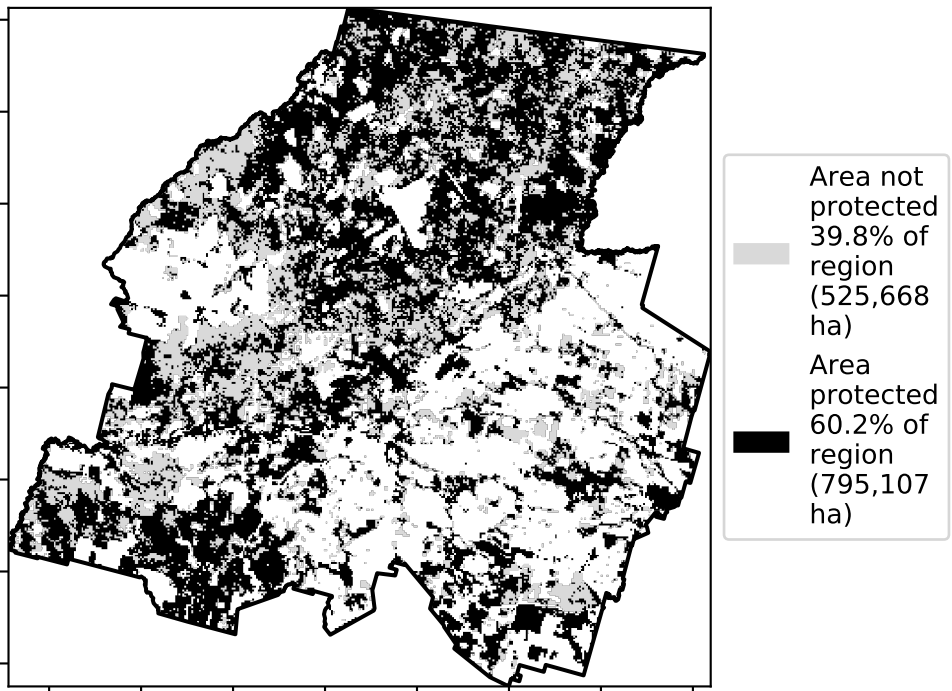 Area not
protected
39.8% of
region
(525,668
ha)
Area
protected
60.2% of
region
(795,107
ha)